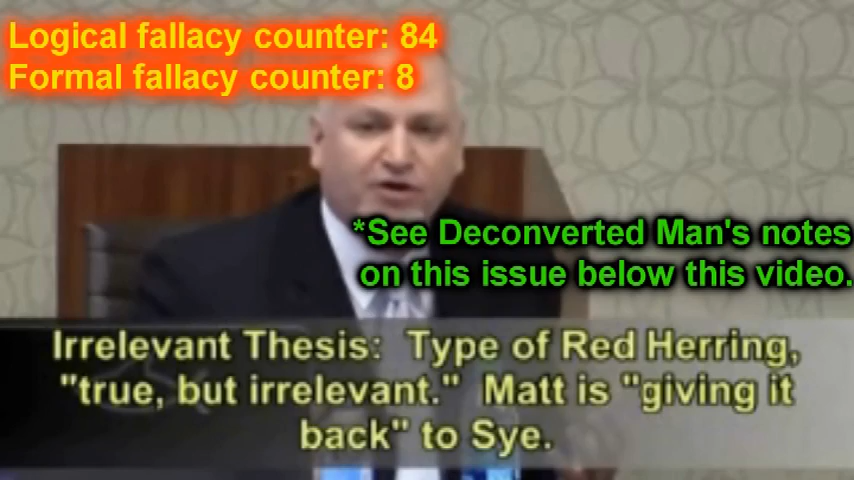 Logical fallacy counter: 84
Formal fallacy counter: 8
*See Deconverted Man's notes
on this issue below this video.
Irrelevant Thesis: Type of Red Herring,
"true, but irrelevant." Matt is "giving it
back" to Sye.